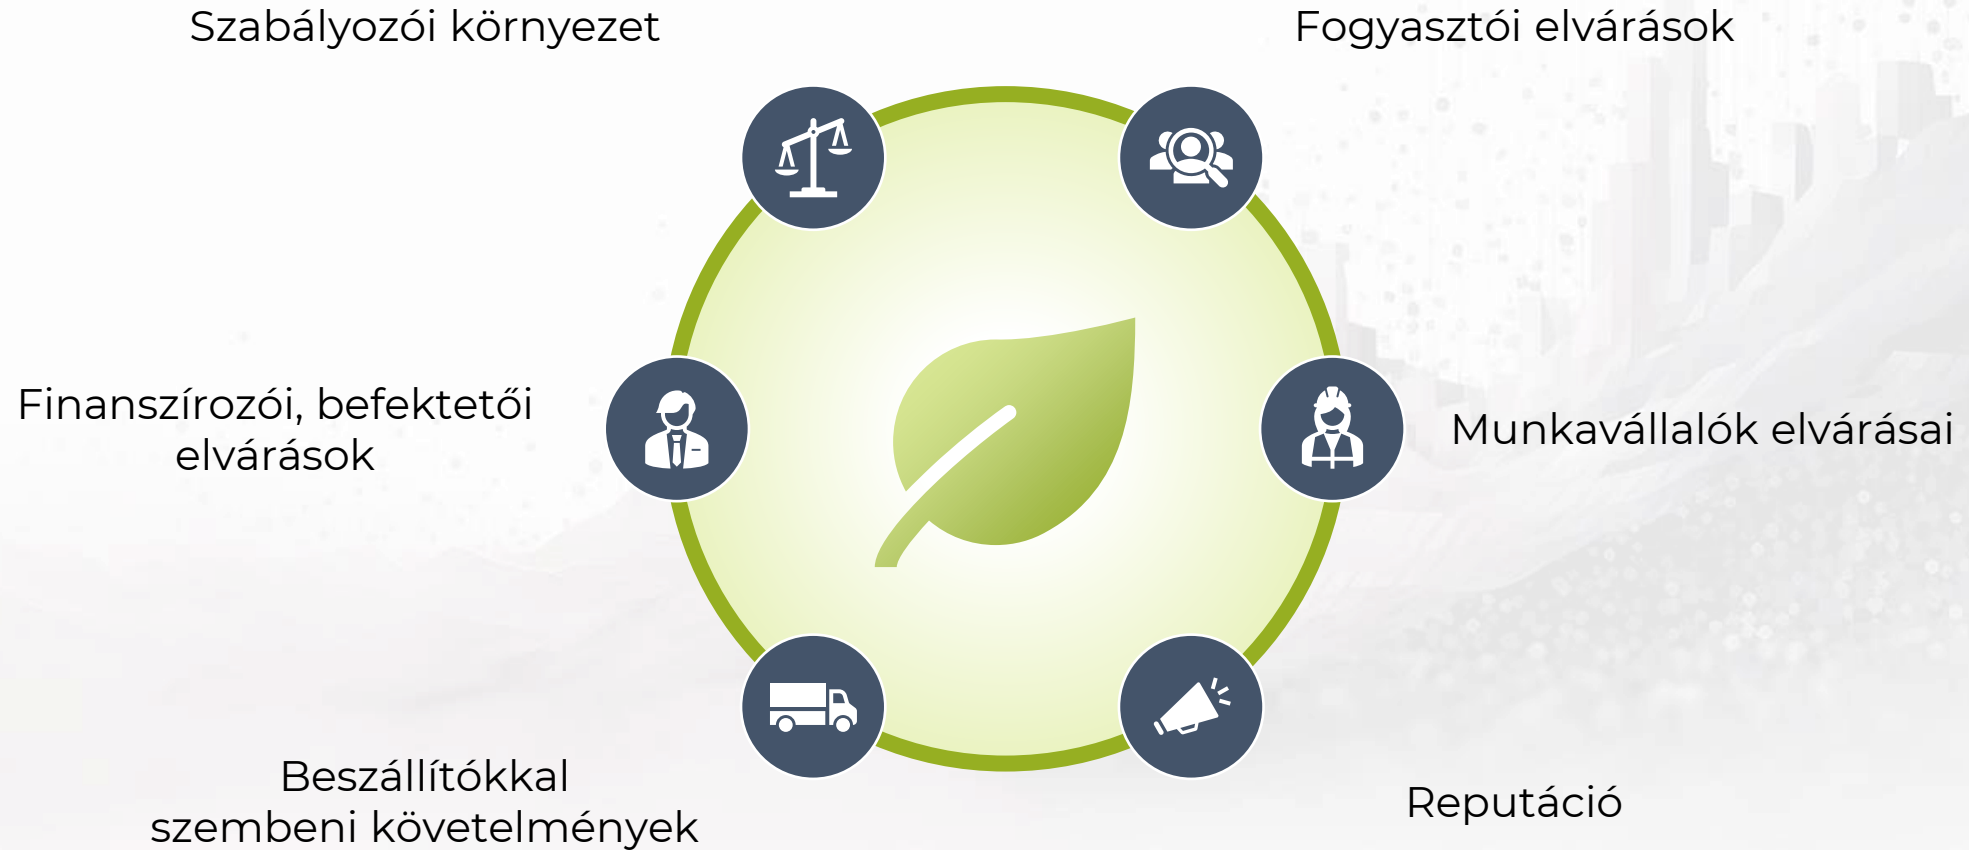 Szabályozói környezet
Fogyasztói elvárások
Finanszírozói, befektetői
elvárások
Munkavállalók elvárásai
Beszállítókkal
szembeni követelmények
Reputáció